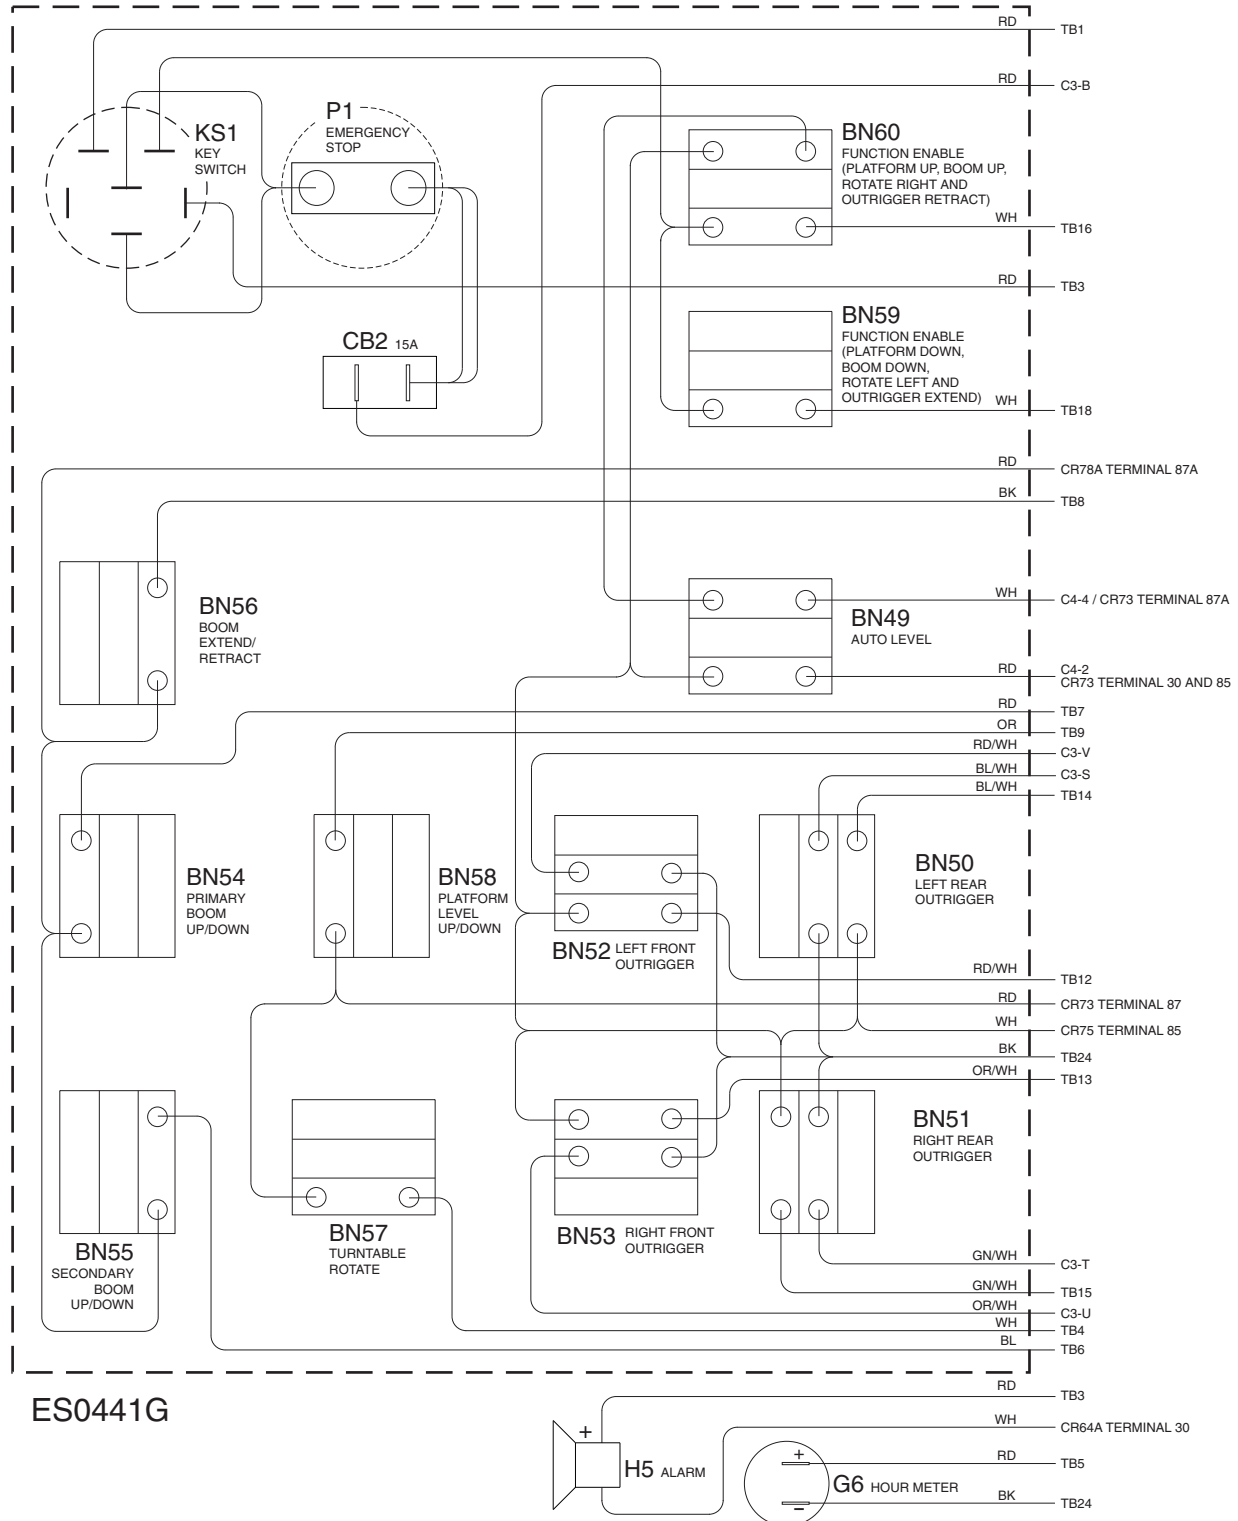 RD TB1
RD C3-B
KS1
KEY
SWITCH
P1
EMERGENCY
STOP
BN60
FUNCTION ENABLE
(PLATFORM UP, BOOM UP,
ROTATE RIGHT AND
OUTRIGGER RETRACT)
WH TB16
RD TB3
CB2 15A
BN59
FUNCTION ENABLE
(PLATFORM DOWN,
BOOM DOWN,
ROTATE LEFT AND
OUTRIGGER EXTEND)
WH TB18
RD CR78A TERMINAL 87A
BK TB8
BN56
BOOM
EXTEND/
RETRACT
WH C4-4 / CR73 TERMINAL 87A
BN49
AUTO LEVEL
RD C4-2
CR73 TERMINAL 30 AND 85
RD TB7
OR TB9
RD/WH C3-V
BL/WH C3-S
BL/WH TB14
BN54
PRIMARY
BOOM
UP/DOWN
BN58
PLATFORM
LEVEL
UP/DOWN
BN52 LEFT FRONT
OUTRIGGER
BN50
LEFT REAR
OUTRIGGER
RD/WH TB12
RD CR73 TERMINAL 87
WH CR75 TERMINAL 85
BK TB24
OR/WH TB13
BN51
RIGHT REAR
OUTRIGGER
BN55
SECONDARY
BOOM
UP/DOWN
BN57
TURNTABLE
ROTATE
BN53 RIGHT FRONT
OUTRIGGER
GN/WH C3-T
GN/WH TB15
OR/WH C3-U
WH TB4
BL TB6
ES0441G
RD TB3
WH CR64A TERMINAL 30
+
H5 ALARM
+
G6 HOUR METER
–
RD TB5
BK TB24